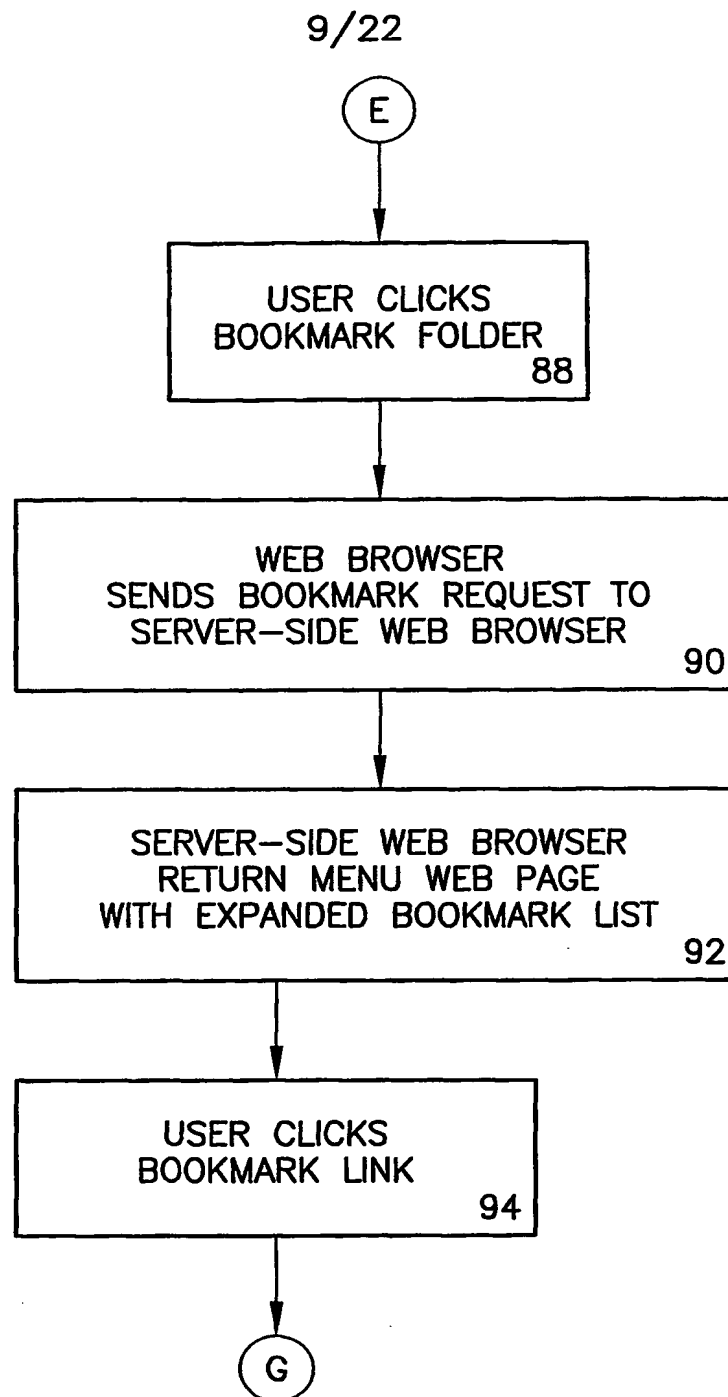 9/22
E
USER CLICKS
BOOKMARK FOLDER
88
WEB BROWSER
SENDS BOOKMARK REQUEST TO
SERVER-SIDE WEB BROWSER
90
SERVER-SIDE WEB BROWSER
RETURN MENU WEB PAGE
WITH EXPANDED BOOKMARK LIST
92
USER CLICKS
BOOKMARK LINK
94
G